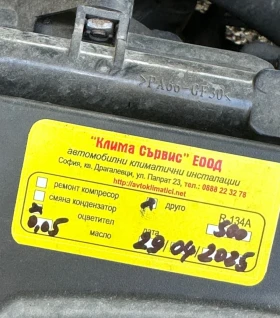 >PA66-GF30<
"Клима Сървис" ЕООД
автомобилни климатични инсталации
София, кв. Драгалевци, ул. Папрат 23, тел.: 0888 22 32 78
http://avtoklimatici.net
ремонт компресор
друго
смяна кондензатор
R-134A
оцветител
500
0,05
масло
дата
29/04/2025